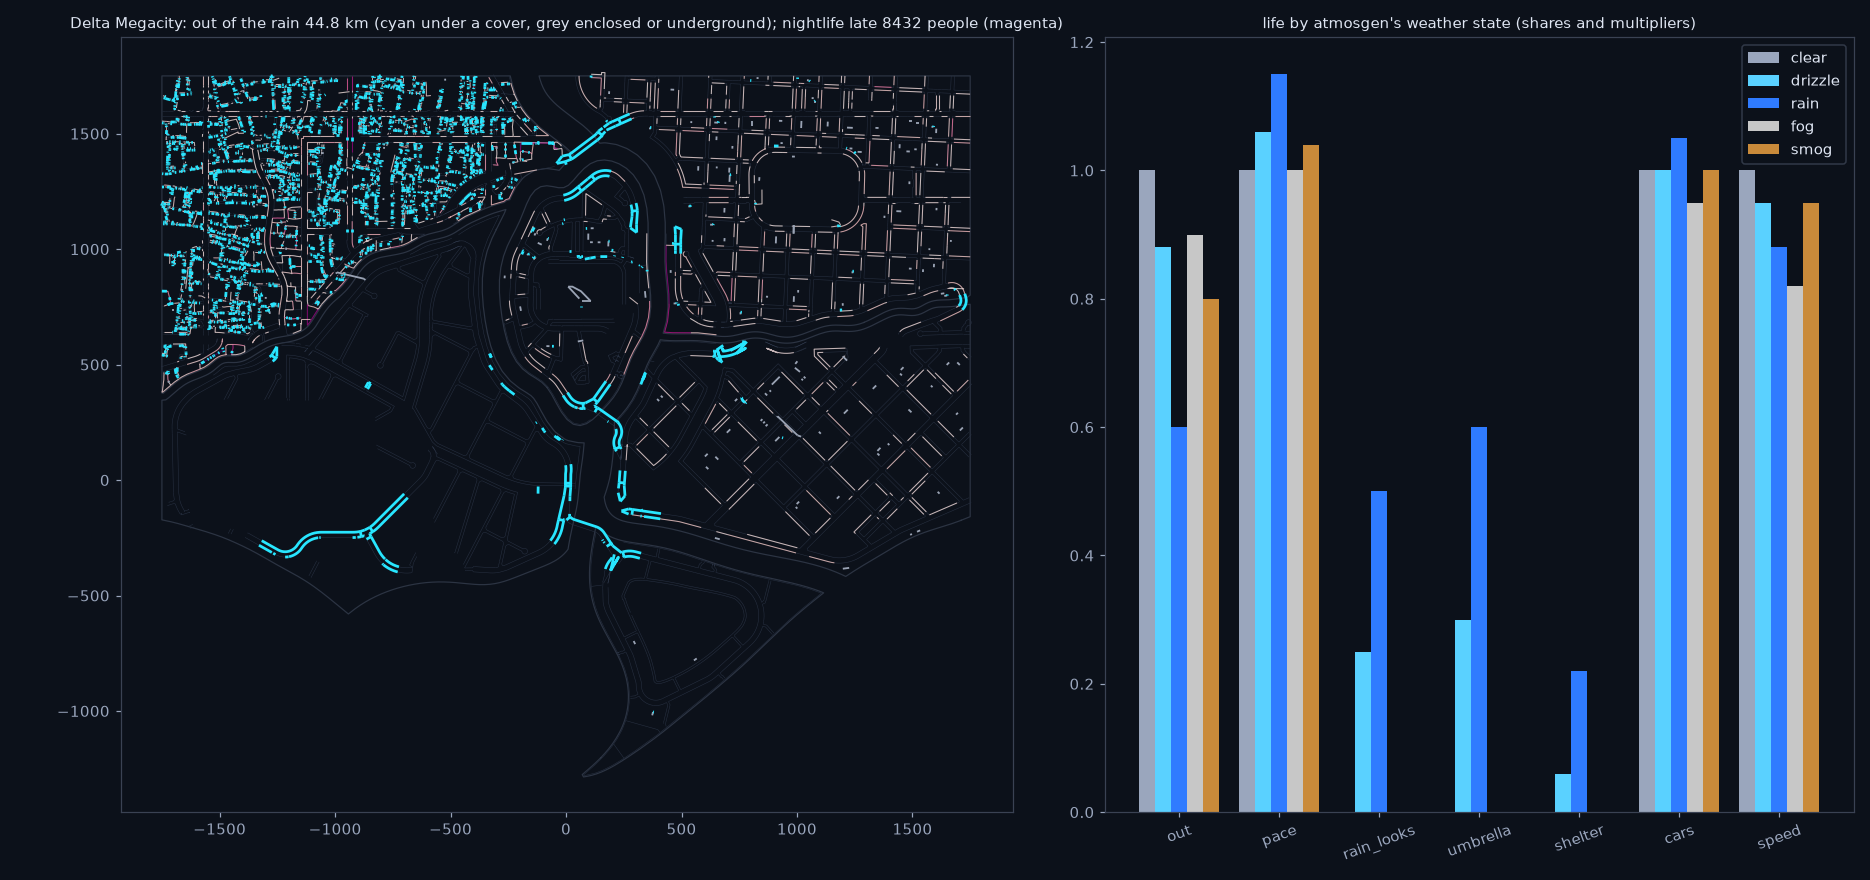 Delta Megacity: out of the rain 44.8 km (cyan under a cover, grey enclosed or underground); nightlife late 8432 people (magenta)
1500
1000
500
0
−500
−1000
−1500
−1000
−500
0
500
1000
1500
life by atmosgen's weather state (shares and multipliers)
1.2
1.0
0.8
0.6
0.4
0.2
0.0
clear
drizzle
rain
fog
smog
out
pace
rain_looks
umbrella
shelter
cars
speed